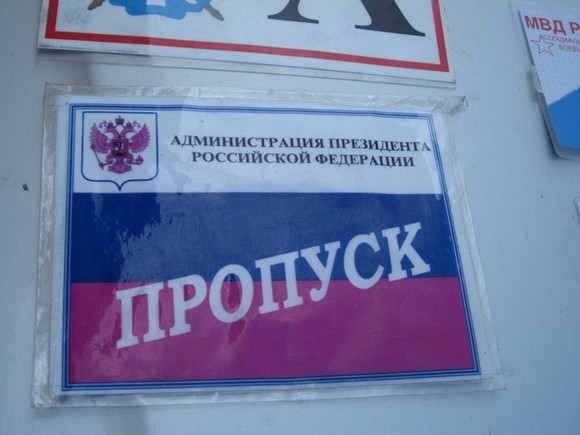 А
МВД Р
АДМИНИСТРАЦИЯ ПРЕЗИДЕНТА
РОССИЙСКОЙ ФЕДЕРАЦИИ
ПРОПУСК